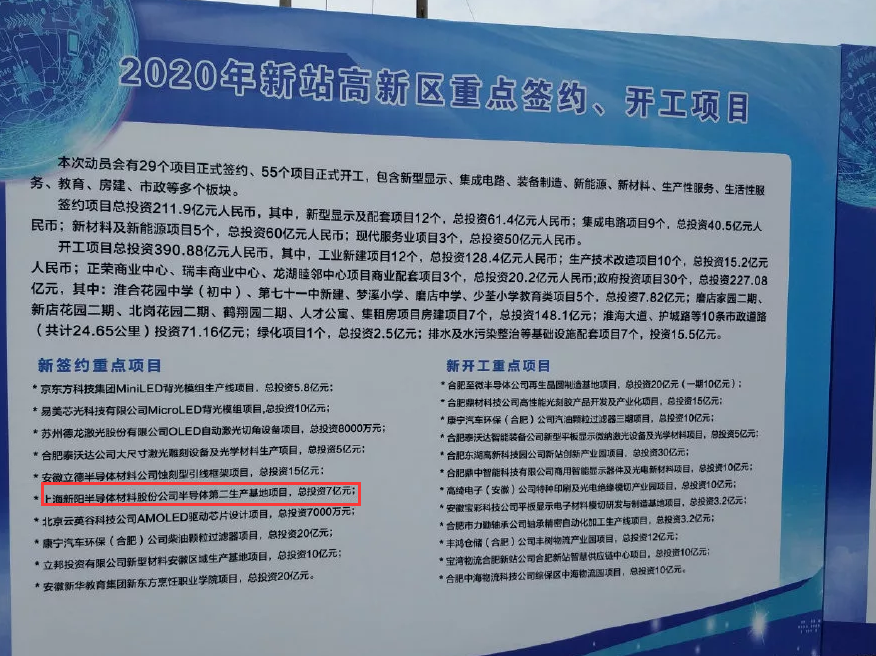 2020年新站高新区重点签约、开工项目
本次动员会有29个项目正式签约、55个项目正式开工，包含新型显示、集成电路、装备制造、新能源、新材料、生产性服务、生活性服
务、教育、房建、市政等多个板块。
签约项目总投资211.9亿元人民币，其中，新型显示及配套项目12个，总投资61.4亿元人民币；集成电路项目9个，总投资40.5亿元人
民币；新材料及新能源项目5个，总投资60亿元人民币；现代服务业项目3个，总投资50亿元人民币。
开工项目总投资390.88亿元人民币，其中，工业新建项目12个，总投资128.4亿元人民币；生产技术改造项目10个，总投资15.2亿元
人民币；正荣商业中心、瑞丰商业中心、龙湖睦邻中心项目商业配套项目3个，总投资20.2亿元人民币;政府投资项目30个，总投资227.08
亿元，其中：淮合花园中学（初中）、第七十一中新建、梦溪小学、磨店中学、少荃小学教育类项目5个，总投资7.82亿元；磨店家园二期、
新店花园二期、北岗花园二期、鹤翔园二期、人才公寓、集租房项目房建项目7个，总投资148.1亿元；淮海大道、护城路等10条市政道路
（共计24.65公里）投资71.16亿元；绿化项目1个，总投资2.5亿元；排水及水污染整治等基础设施配套项目7个，投资15.5亿元。
新签约重点项目
*京东方科技集团MiniLED背光模组生产线项目，总投资5.8亿元；
*易美芯光科技有限公司MicroLED背光模组项目,总投资10亿元；
*苏州德龙激光股份有限公司OLED自动激光切角设备项目，总投资8000万元；
*合肥泰沃达公司大尺寸激光雕刻设备及光学材料生产项目，总投资5亿元；
*安徽立德半导体材料公司蚀刻型引线框架项目，总投资15亿元；
*上海新阳半导体材料股份公司半导体第二生产基地项目，总投资7亿元；
*北京云英谷科技公司AMOLED驱动芯片设计项目，总投资7000万元；
*康宁汽车环保（合肥）公司柴油颗粒过滤器项目，总投资20亿元；
*立邦投资有限公司新型材料安徽区域生产基地项目，总投资10亿元；
*安徽新华教育集团新东方烹饪职业学院项目，总投资20亿元。
新开工重点项目
*合肥至微半导体公司再生晶圆制造基地项目，总投资20亿元（一期10亿元）；
*合肥鼎材科技公司高性能光刻胶产品开发及产业化项目，总投资15亿元；
*康宁汽车环保（合肥）公司汽油颗粒过滤器三期项目，总投资10亿元；
*合肥泰沃达智能装备公司新型平板显示微纳激光设备及光学材料项目，总投资5亿元；
*合肥东湖高新科技园公司新站创新产业园项目，总投资30亿元；
*合肥鼎中智能科技有限公司商用智能显示器件及光电新材料项目，总投资10亿元；
*高绮电子（安徽）公司特种印刷及光电绝缘模切产业园项目，总投资10亿元；
*安徽宝彩科技公司平板显示电子材料模切研发与制造基地项目，总投资3.2亿元；
*合肥市力勤轴承公司轴承精密自动化加工生产线项目，总投资3.2亿元；
*丰鸿仓储（合肥）公司丰树物流产业园项目，总投资12亿元；
*宝湾物流合肥新站公司合肥新站智慧供应链中心项目，总投资10亿元；
*合肥中海物流科技公司综保区中海物流园项目，总投资10亿元。